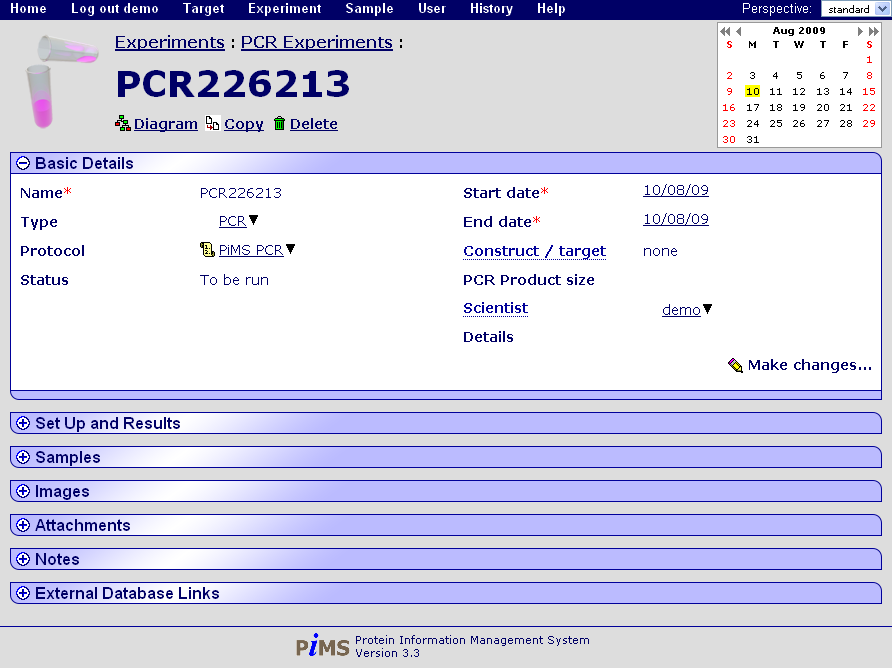 Home Log out demo Target Experiment Sample User History Help Perspective: standard
Experiments : PCR Experiments :
PCR226213
Diagram Copy Delete
Aug 2009
S M T W T F S
1
2 3 4 5 6 7 8
9 10 11 12 13 14 15
16 17 18 19 20 21 22
23 24 25 26 27 28 29
30 31
Basic Details
Name* PCR226213 Start date* 10/08/09
Type PCR End date* 10/08/09
Protocol PiMS PCR Construct / target none
Status To be run PCR Product size
Scientist demo
Details
Make changes...
Set Up and Results
Samples
Images
Attachments
Notes
External Database Links
PiMS Protein Information Management System
Version 3.3